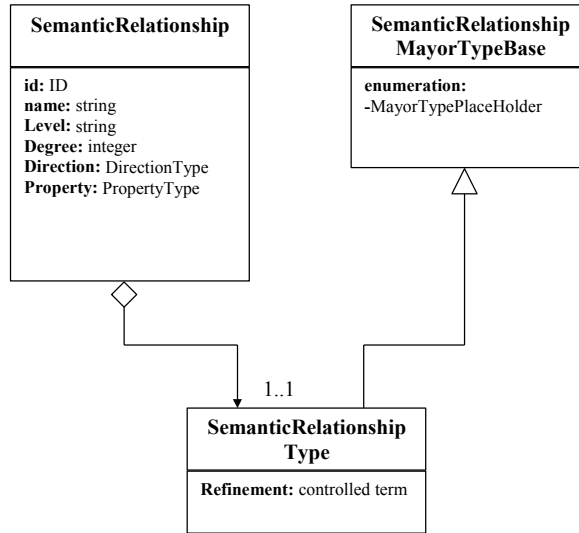 SemanticRelationship
id: ID
name: string
Level: string
Degree: integer
Direction: DirectionType
Property: PropertyType
SemanticRelationship
MayorTypeBase
enumeration:
-MayorTypePlaceHolder
1..1
SemanticRelationship
Type
Refinement: controlled term